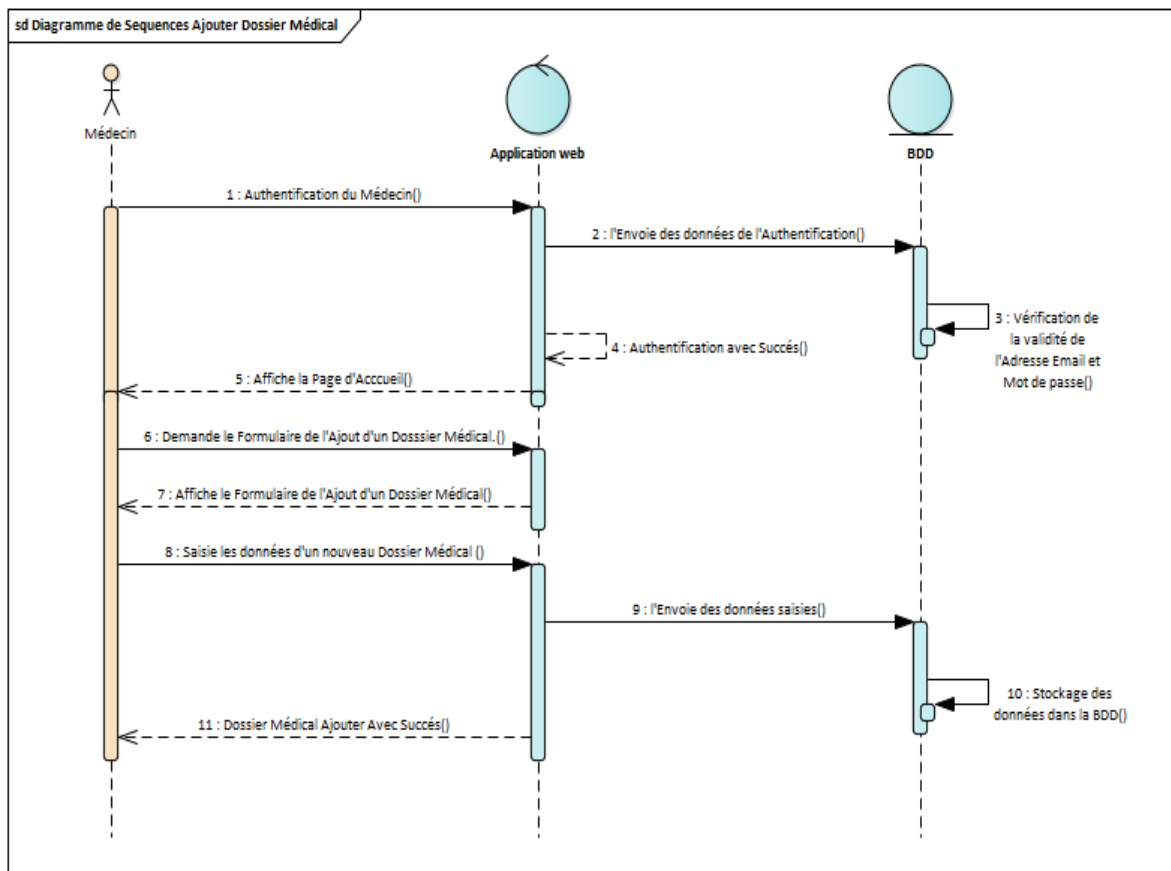 sd Diagramme de Sequences Ajouter Dossier Médical
Médecin
Application web
BDD
1 : Authentification du Médecin()
2 : l'Envoie des données de l'Authentification()
3 : Vérification de
la validité de
l'Adresse Email et
Mot de passe()
4 : Authentification avec Succés()
5 : Affiche la Page d'Acccueil()
6 : Demande le Formulaire de l'Ajout d'un Dosssier Médical.()
7 : Affiche le Formulaire de l'Ajout d'un Dossier Médical()
8 : Saisie les données d'un nouveau Dossier Médical ()
9 : l'Envoie des données saisies()
10 : Stockage des
données dans la BDD()
11 : Dossier Médical Ajouter Avec Succés()